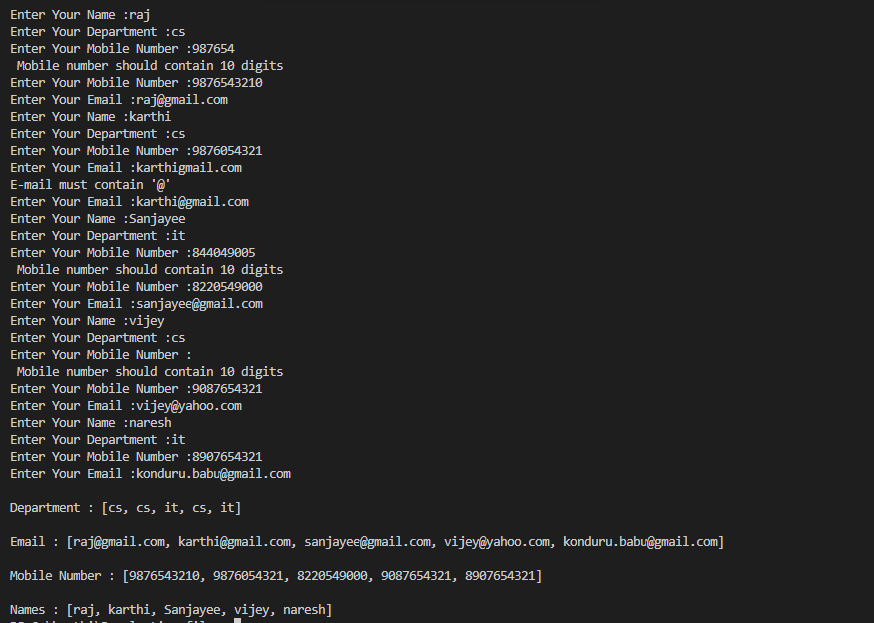 Enter Your Name :raj
Enter Your Department :cs
Enter Your Mobile Number :987654
 Mobile number should contain 10 digits
Enter Your Mobile Number :9876543210
Enter Your Email :raj@gmail.com
Enter Your Name :karthi
Enter Your Department :cs
Enter Your Mobile Number :9876054321
Enter Your Email :karthigmail.com
E-mail must contain '@'
Enter Your Email :karthi@gmail.com
Enter Your Name :Sanjayee
Enter Your Department :it
Enter Your Mobile Number :844049005
 Mobile number should contain 10 digits
Enter Your Mobile Number :8220549000
Enter Your Email :sanjayee@gmail.com
Enter Your Name :vijey
Enter Your Department :cs
Enter Your Mobile Number :
 Mobile number should contain 10 digits
Enter Your Mobile Number :9087654321
Enter Your Email :vijey@yahoo.com
Enter Your Name :naresh
Enter Your Department :it
Enter Your Mobile Number :8907654321
Enter Your Email :konduru.babu@gmail.com

Department : [cs, cs, it, cs, it]

Email : [raj@gmail.com, karthi@gmail.com, sanjayee@gmail.com, vijey@yahoo.com, konduru.babu@gmail.com]

Mobile Number : [9876543210, 9876054321, 8220549000, 9087654321, 8907654321]

Names : [raj, karthi, Sanjayee, vijey, naresh]